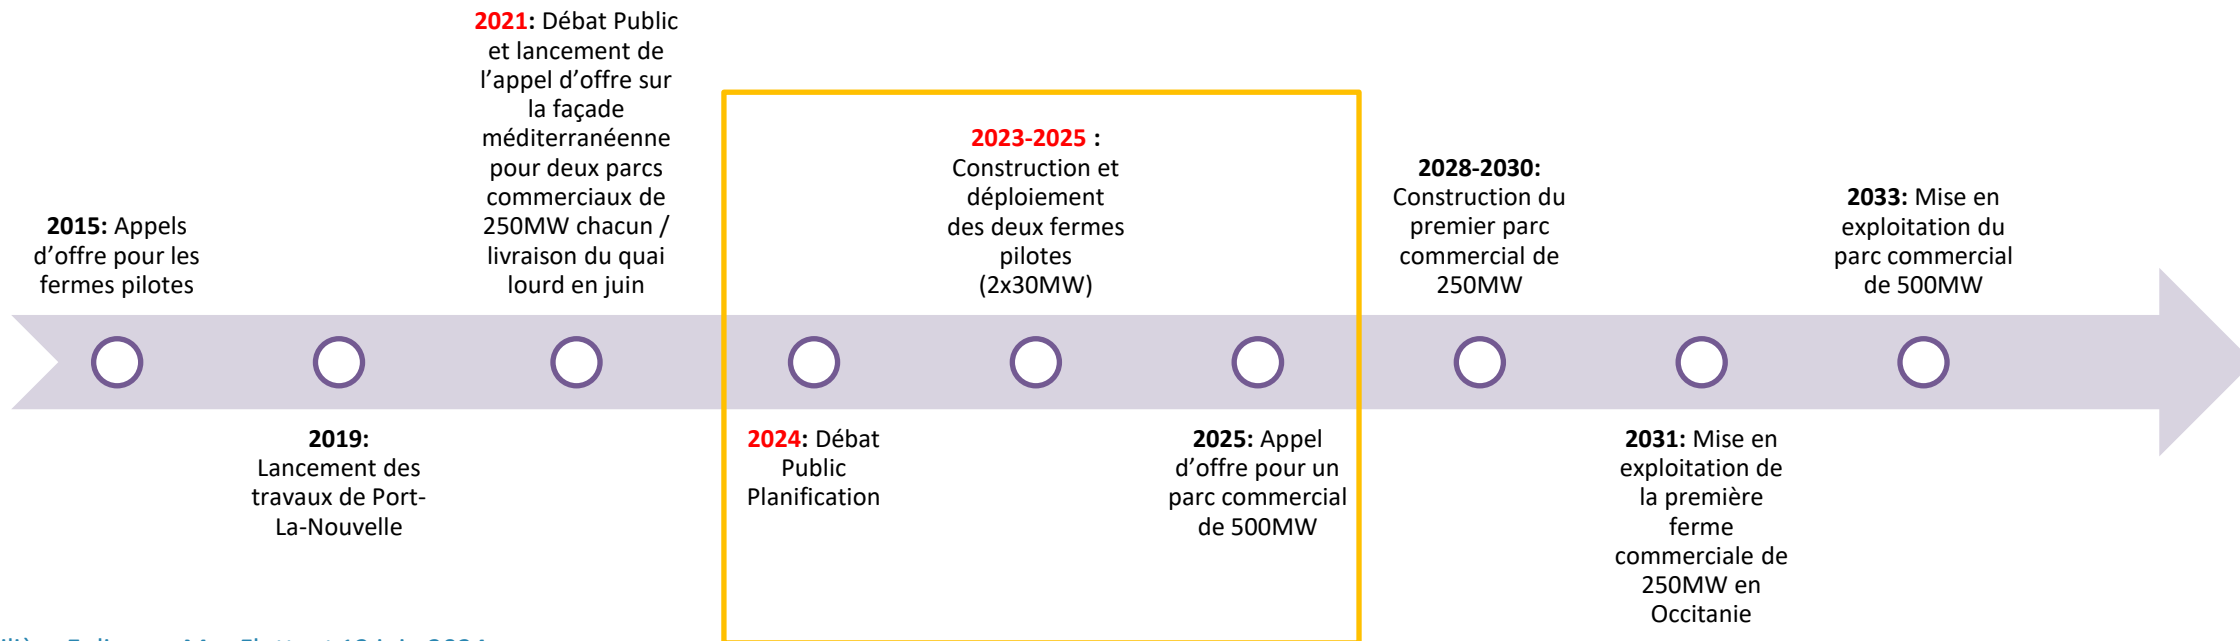 2015: Appels
d’offre pour les
fermes pilotes
2019:
Lancement des
travaux de Port-
La-Nouvelle
2021: Débat Public
et lancement de
l’appel d’offre sur
la façade
méditerranéenne
pour deux parcs
commerciaux de
250MW chacun /
livraison du quai
lourd en juin
2024: Débat
Public
Planification
2023-2025 :
Construction et
déploiement
des deux fermes
pilotes
(2x30MW)
2025: Appel
d’offre pour un
parc commercial
de 500MW
2028-2030:
Construction du
premier parc
commercial de
250MW
2031: Mise en
exploitation de
la première
ferme
commerciale de
250MW en
Occitanie
2033: Mise en
exploitation du
parc commercial
de 500MW